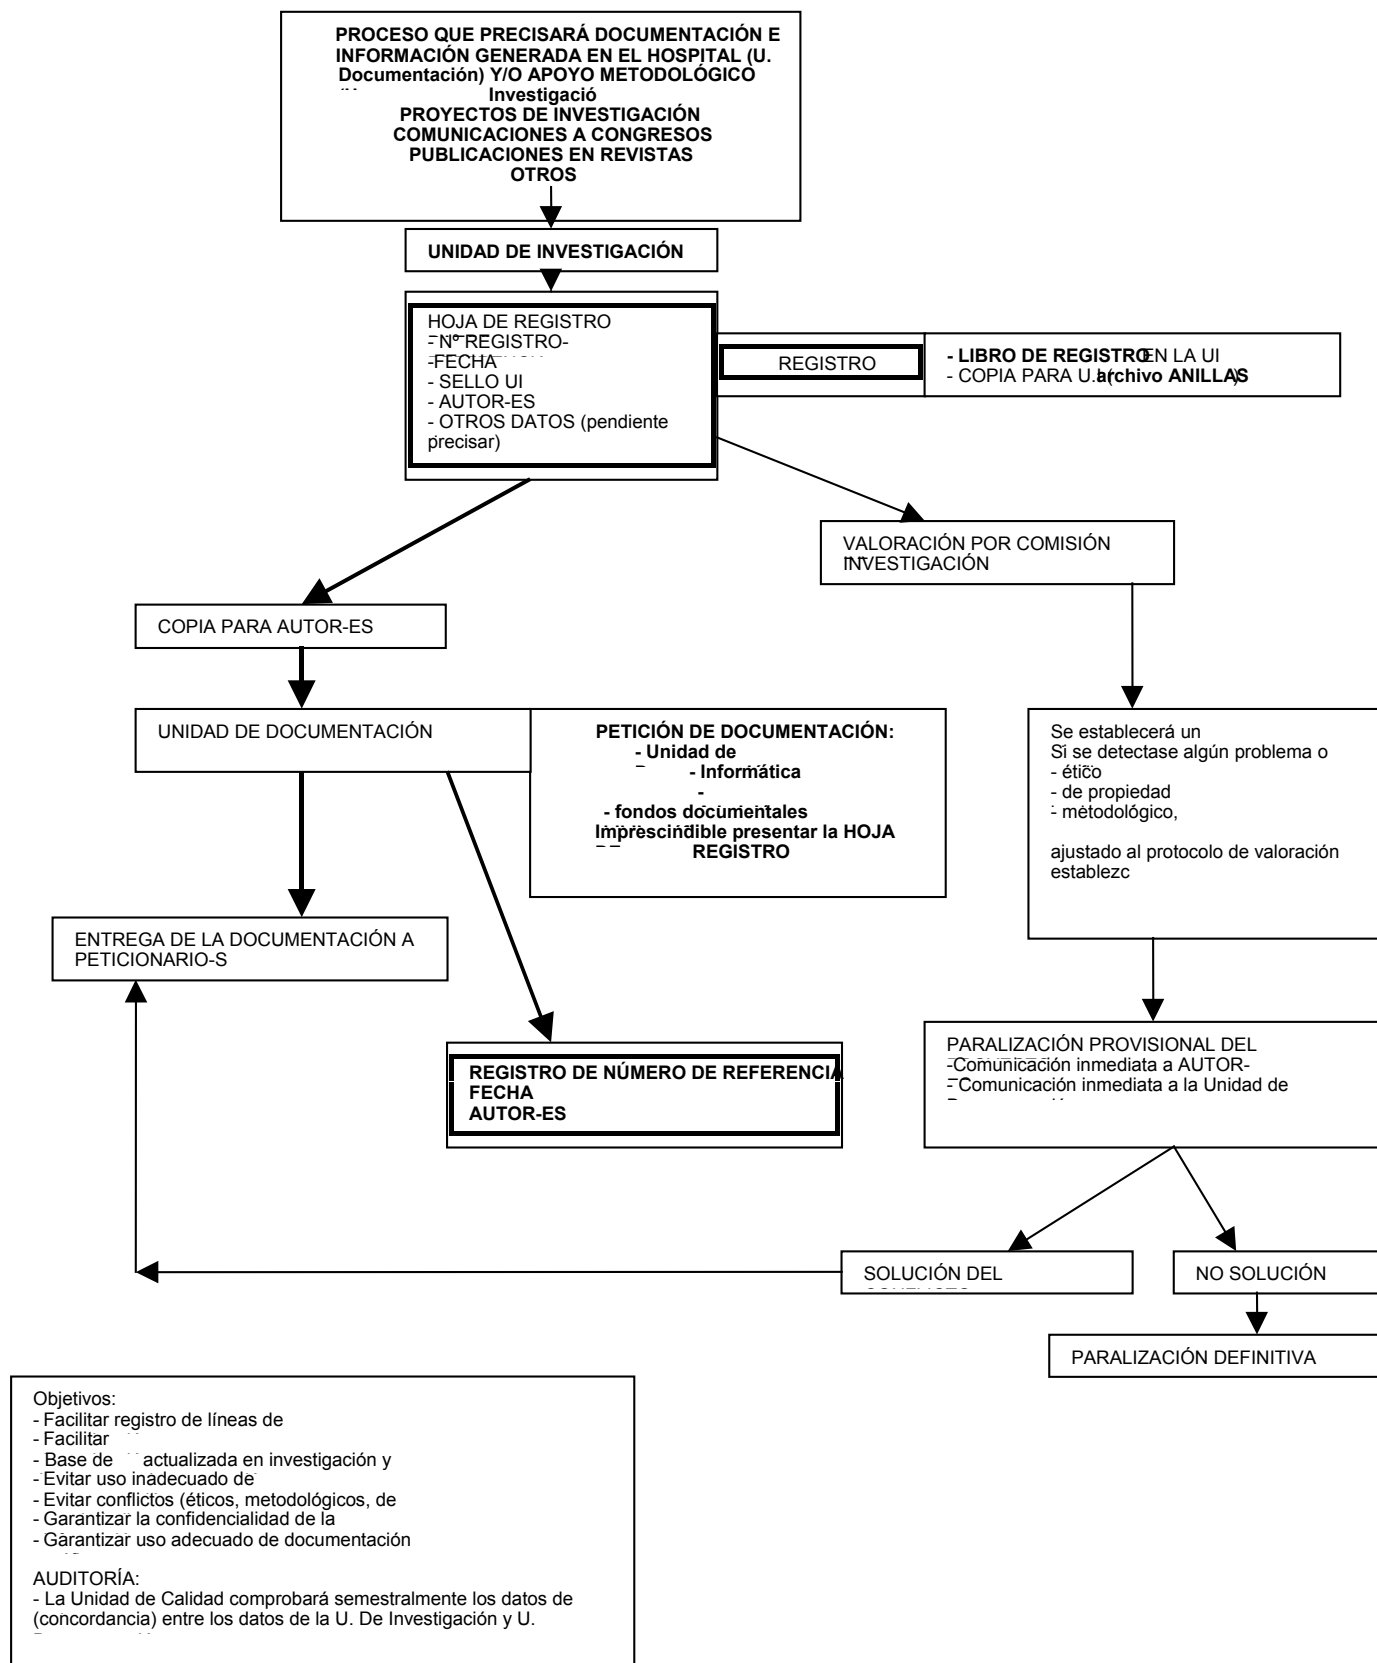 PROCESO QUE PRECISARÁ DOCUMENTACIÓN E
INFORMACIÓN GENERADA EN EL HOSPITAL (U.
Documentación) Y/O APOYO METODOLÓGICO
Investigació
PROYECTOS DE INVESTIGACIÓN
COMUNICACIONES A CONGRESOS
PUBLICACIONES EN REVISTAS
OTROS
UNIDAD DE INVESTIGACIÓN
HOJA DE REGISTRO
- Nº REGISTRO-
-FECHA
- SELLO UI
- AUTOR-ES
- OTROS DATOS (pendiente
precisar)
REGISTRO
- LIBRO DE REGISTRO EN LA UI
- COPIA PARA U.I (archivo ANILLAS)
VALORACIÓN POR COMISIÓN
INVESTIGACIÓN
COPIA PARA AUTOR-ES
UNIDAD DE DOCUMENTACIÓN
PETICIÓN DE DOCUMENTACIÓN:
- Unidad de
- Informática
-
- fondos documentales
Imprescindible presentar la HOJA
REGISTRO
Se establecerá un
Si se detectase algún problema o
- ético
- de propiedad
- metodológico,
ajustado al protocolo de valoración
establezc
ENTREGA DE LA DOCUMENTACIÓN A
PETICIONARIO-S
REGISTRO DE NÚMERO DE REFERENCIA
FECHA
AUTOR-ES
PARALIZACIÓN PROVISIONAL DEL
-Comunicación inmediata a AUTOR-
- Comunicación inmediata a la Unidad de
SOLUCIÓN DEL
NO SOLUCIÓN
PARALIZACIÓN DEFINITIVA
Objetivos:
- Facilitar registro de líneas de
- Facilitar
- Base de actualizada en investigación y
- Evitar uso inadecuado de
- Evitar conflictos (éticos, metodológicos, de
- Garantizar la confidencialidad de la
- Garantizar uso adecuado de documentación
AUDITORÍA:
- La Unidad de Calidad comprobará semestralmente los datos de
(concordancia) entre los datos de la U. De Investigación y U.